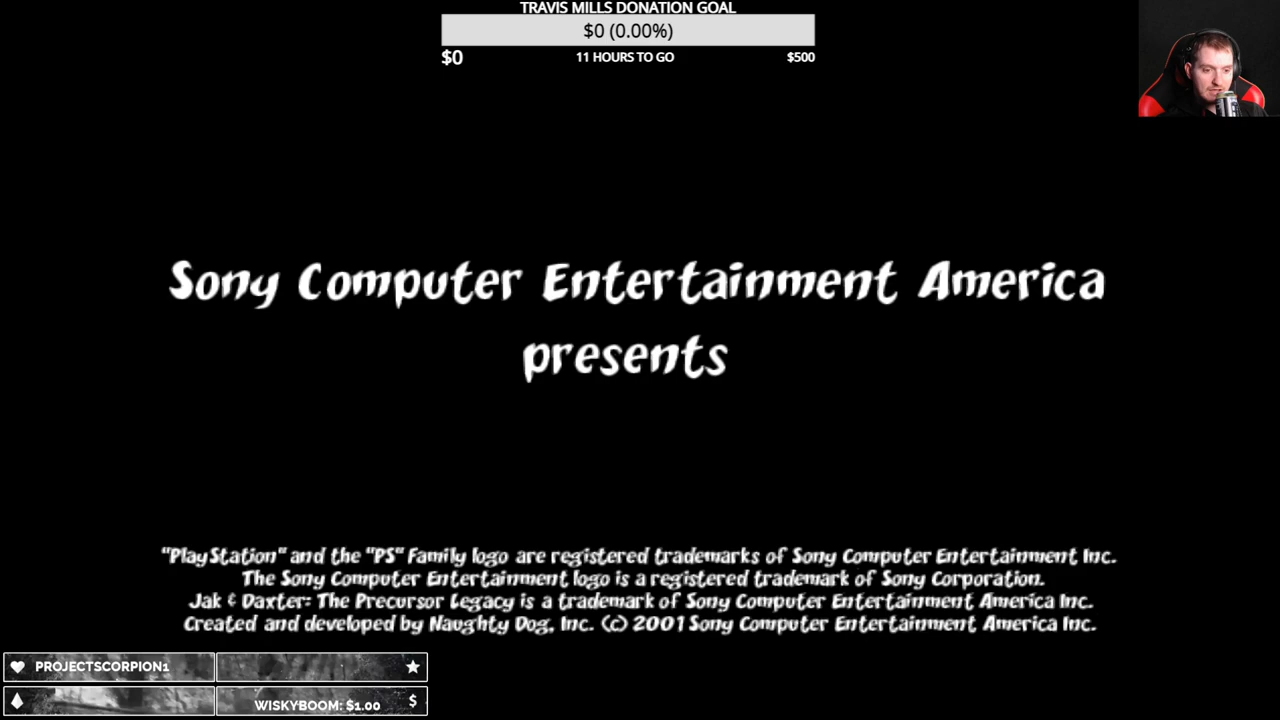 TRAVIS MILLS DONATION GOAL
$0 (0.00%)
$0 11 HOURS TO GO $500
Sony Computer Entertainment America
presents
"PlayStation" and the "PS" Family logo are registered trademarks of Sony Computer Entertainment Inc.
The Sony Computer Entertainment logo is a registered trademark of Sony Corporation.
Jak & Daxter: The Precursor Legacy is a trademark of Sony Computer Entertainment America Inc.
Created and developed by Naughty Dog, Inc. (c) 2001 Sony Computer Entertainment America Inc.
PROJECTSCORPION1
WISKYBOOM: $1.00 $